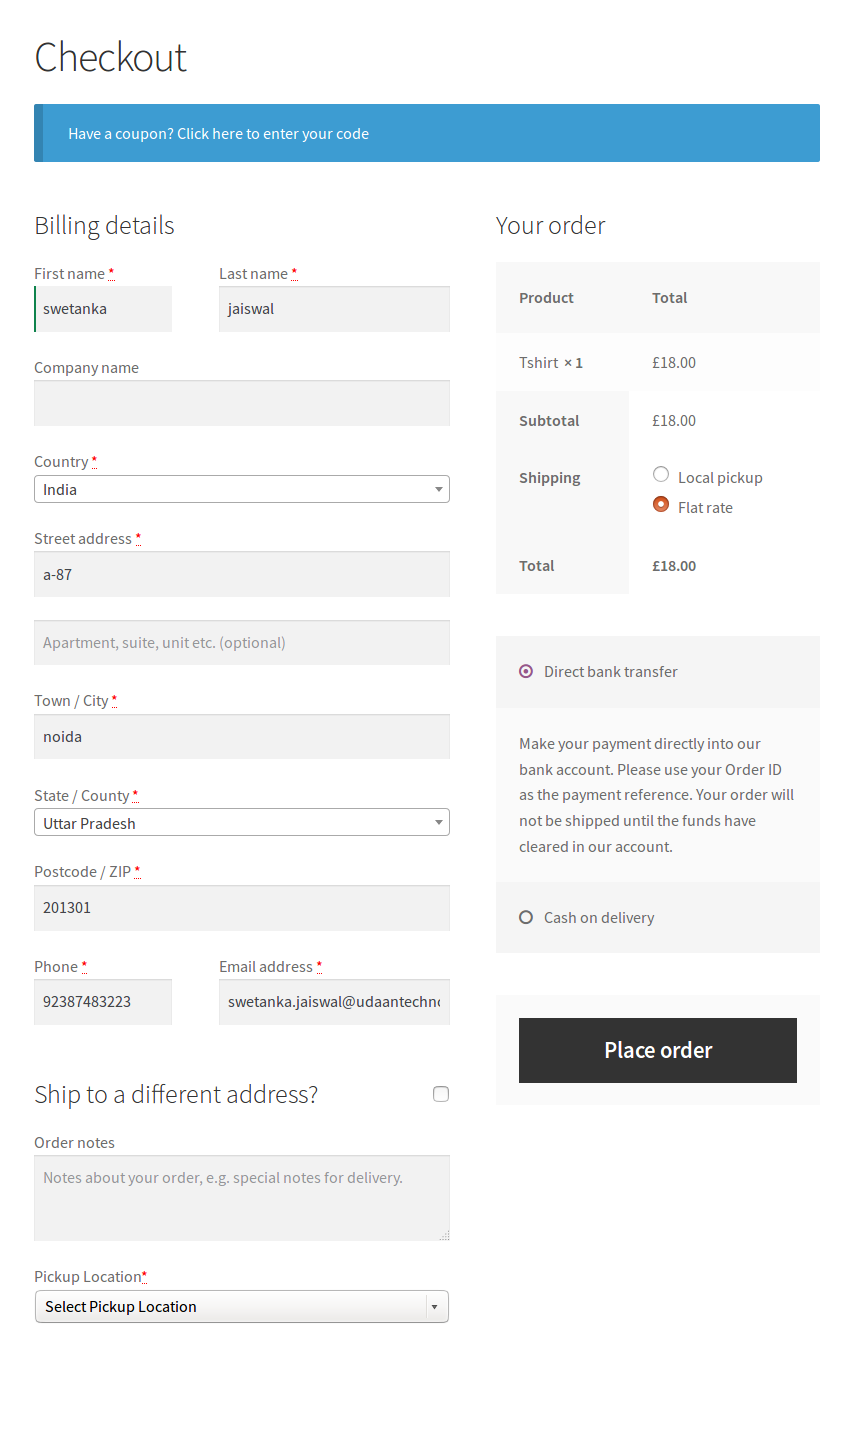 Checkout
Have a coupon? Click here to enter your code
Billing details
First name *
Last name *
swetanka
jaiswal
Company name
Country *
India
Street address *
a-87
Apartment, suite, unit etc. (optional)
Town / City *
noida
State / County *
Uttar Pradesh
Postcode / ZIP *
201301
Phone *
Email address *
92387483223
swetanka.jaiswal@udaantechno
Ship to a different address?
Order notes
Notes about your order, e.g. special notes for delivery.
Pickup Location*
Select Pickup Location
Your order
Product Total
Tshirt × 1 £18.00
Subtotal £18.00
Shipping
Local pickup
Flat rate
Total £18.00
Direct bank transfer
Make your payment directly into our
bank account. Please use your Order ID
as the payment reference. Your order will
not be shipped until the funds have
cleared in our account.
Cash on delivery
Place order